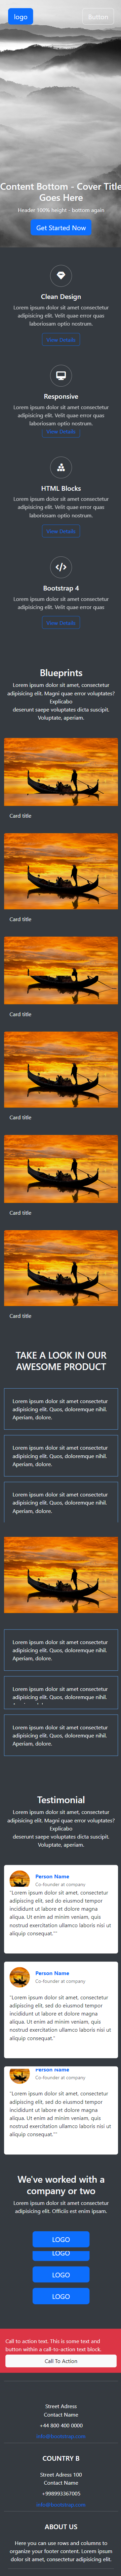 logo
Button
Content Bottom - Cover Title
Goes Here
Header 100% height - bottom again
Get Started Now
Clean Design
Lorem ipsum dolor sit amet consectetur
adipisicing elit. Velit quae error quas
laboriosam optio nostrum.
View Details
Responsive
Lorem ipsum dolor sit amet consectetur
adipisicing elit. Velit quae error quas
laboriosam optio nostrum.
View Details
HTML Blocks
Lorem ipsum dolor sit amet consectetur
adipisicing elit. Velit quae error quas
laboriosam optio nostrum.
View Details
Bootstrap 4
Lorem ipsum dolor sit amet consectetur
adipisicing elit. Velit quae error quas
View Details
Blueprints
Lorem ipsum dolor sit amet, consectetur
adipisicing elit. Magni quae error voluptates?
Explicabo
deserunt saepe voluptates dicta suscipit.
Voluptate, aperiam.
Card title
Card title
Card title
Card title
Card title
Card title
TAKE A LOOK IN OUR
AWESOME PRODUCT
Lorem ipsum dolor sit amet consectetur
adipisicing elit. Quos, doloremque nihil.
Aperiam, dolore.
Lorem ipsum dolor sit amet consectetur
adipisicing elit. Quos, doloremque nihil.
Aperiam, dolore.
Lorem ipsum dolor sit amet consectetur
adipisicing elit. Quos, doloremque nihil.
Aperiam, dolore.
Lorem ipsum dolor sit amet consectetur
adipisicing elit. Quos, doloremque nihil.
Aperiam, dolore.
Lorem ipsum dolor sit amet consectetur
adipisicing elit. Quos, doloremque nihil.
Lorem ipsum dolor sit amet consectetur
adipisicing elit. Quos, doloremque nihil.
Aperiam, dolore.
Testimonial
Lorem ipsum dolor sit amet, consectetur
adipisicing elit. Magni quae error voluptates?
Explicabo
deserunt saepe voluptates dicta suscipit.
Voluptate, aperiam.
Person Name
Co-founder at company
"Lorem ipsum dolor sit amet, consectetur
adipisicing elit, sed do eiusmod tempor
incididunt ut labore et dolore magna
aliqua. Ut enim ad minim veniam, quis
nostrud exercitation ullamco laboris nisi ut
aliquip consequat.""
Person Name
Co-founder at company
"Lorem ipsum dolor sit amet, consectetur
adipisicing elit, sed do eiusmod tempor
incididunt ut labore et dolore magna
aliqua. Ut enim ad minim veniam, quis
nostrud exercitation ullamco laboris nisi ut
aliquip consequat."
Person Name
Co-founder at company
"Lorem ipsum dolor sit amet, consectetur
adipisicing elit, sed do eiusmod tempor
incididunt ut labore et dolore magna
aliqua. Ut enim ad minim veniam, quis
nostrud exercitation ullamco laboris nisi ut
aliquip consequat.""
We've worked with a
company or two
Lorem ipsum dolor sit amet consectetur
adipisicing elit. Officiis est enim ipsam.
LOGO
LOGO
LOGO
LOGO
Call to action text. This is some text and
button within a call-to-action text block.
Call To Action
Street Adress
Contact Name
+44 800 400 0000
COUNTRY B
Street Adress 100
Contact Name
+998993367005
ABOUT US
Here you can use rows and columns to
organize your footer content. Lorem ipsum
dolor sit amet, consectetur adipisicing elit.